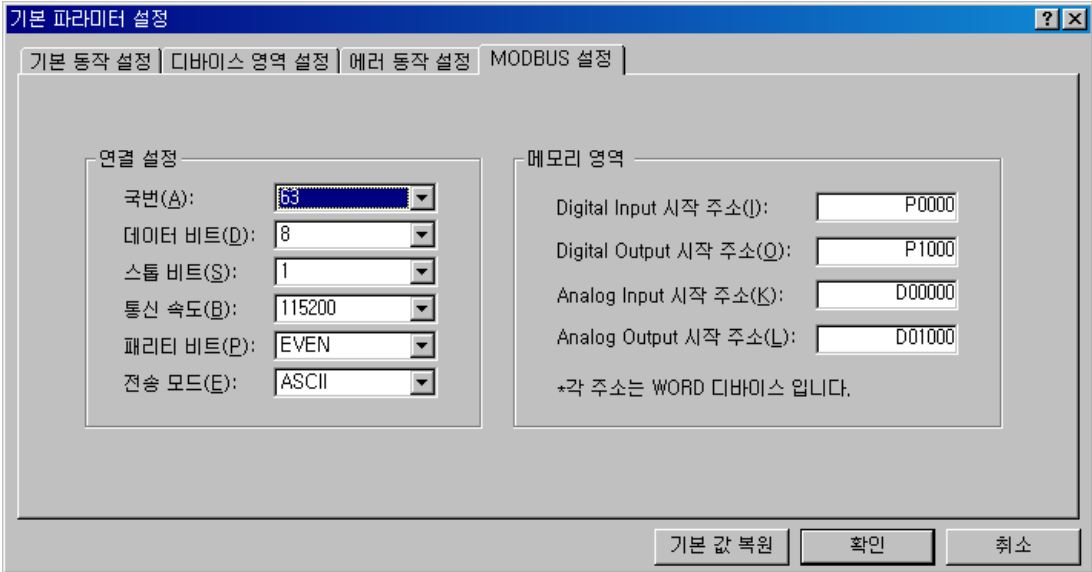 기본 파라미터 설정
기본 동작 설정 디바이스 영역 설정 에러 동작 설정 MODBUS 설정
연결 설정
국번(A): 63
데이터 비트(D): 8
스톱 비트(S): 1
통신 속도(B): 115200
패리티 비트(P): EVEN
전송 모드(E): ASCII
메모리 영역
Digital Input 시작 주소(I): P0000
Digital Output 시작 주소(O): P1000
Analog Input 시작 주소(K): D00000
Analog Output 시작 주소(L): D01000
*각 주소는 WORD 디바이스 입니다.
기본 값 복원 확인 취소